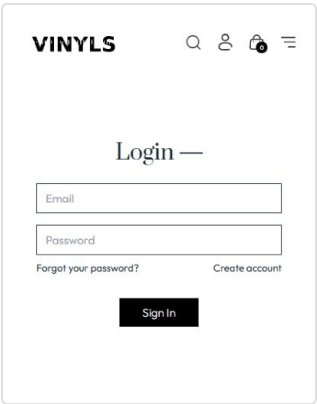 VINYLS
0
Login —
Email
Password
Forgot your password? Create account
Sign In